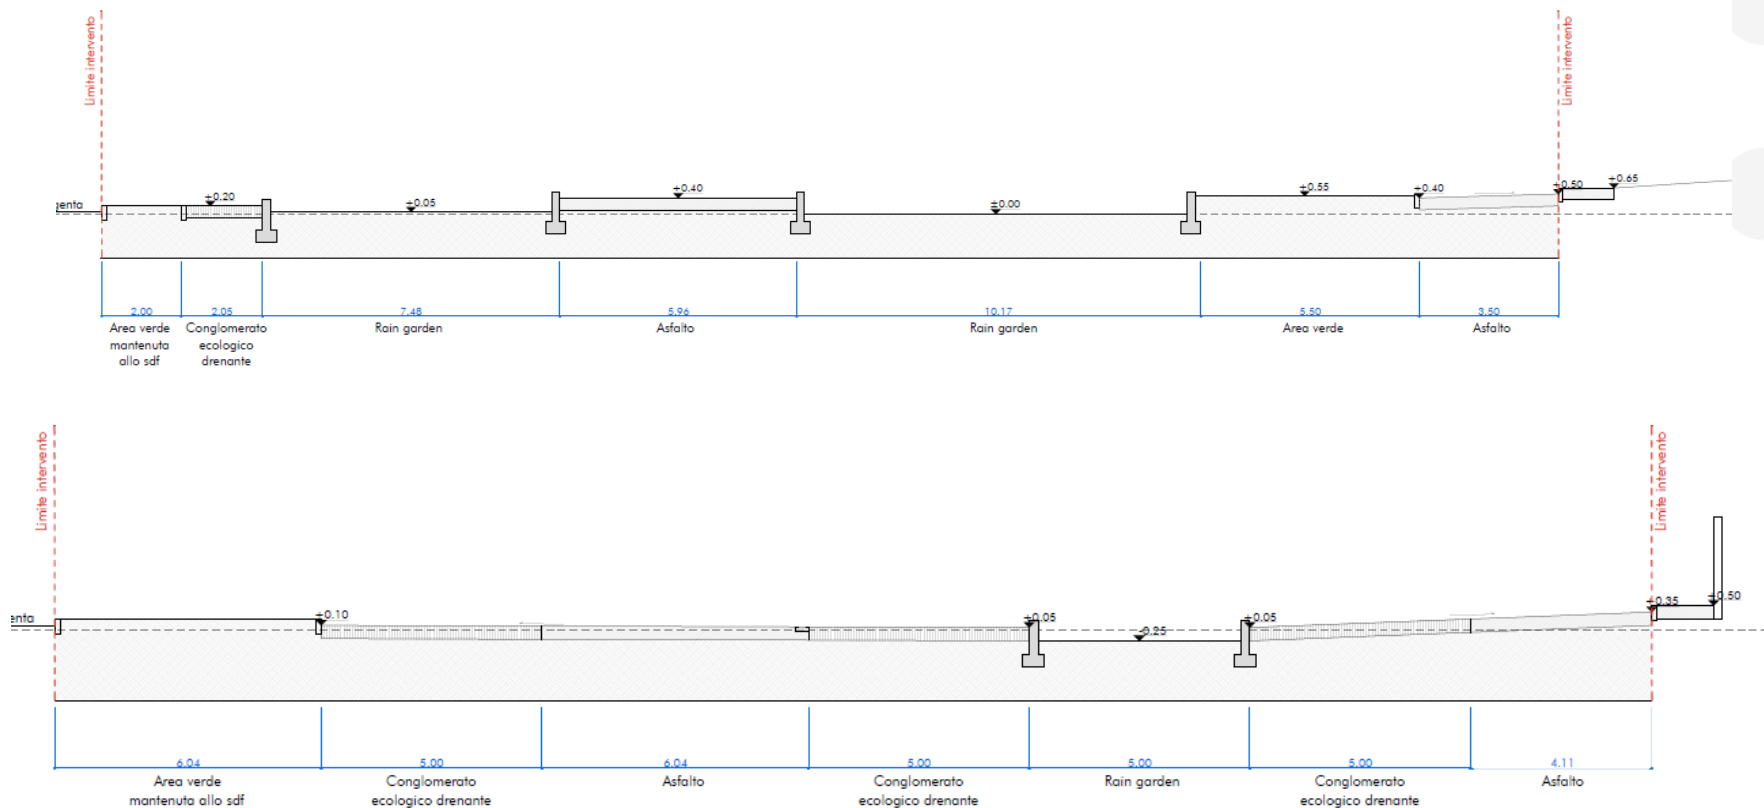 Limite intervento
Limite intervento
genta
±0.20
±0.05
±0.40
±0.00
+0.55
±0.40
±0.50
±0.65
2.00
2.05
7.48
5.96
10.17
5.50
3.50
Area verde
mantenuta
allo sdf
Conglomerato
ecologico
drenante
Rain garden
Asfalto
Rain garden
Area verde
Asfalto
Limite intervento
Limite intervento
enta
±0.10
±0.05
-0.25
±0.05
±0.35
±0.50
6.04
5.00
6.04
5.00
5.00
5.00
4.11
Area verde
mantenuta allo sdf
Conglomerato
ecologico drenante
Asfalto
Conglomerato
ecologico drenante
Rain garden
Conglomerato
ecologico drenante
Asfalto